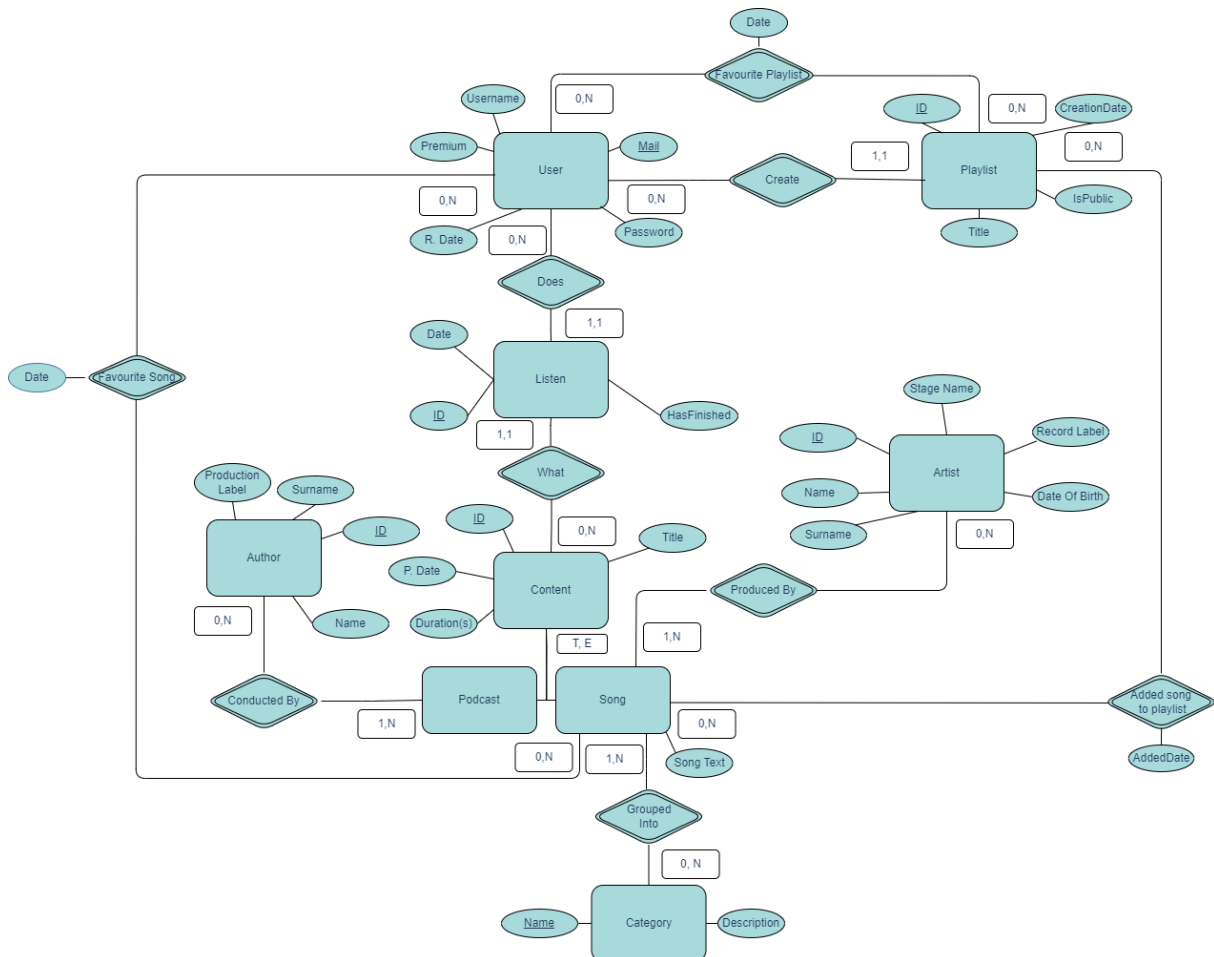 Date
Favourite Playlist
Username
0,N
ID
0,N
CreationDate
Premium
Mail
0,N
1,1
User
Create
Playlist
0,N
0,N
IsPublic
R. Date
0,N
Password
Title
Does
1,1
Date
Date
Favourite Song
Listen
Stage Name
ID
HasFinished
1,1
ID
Record Label
What
Artist
Production
Label
Surname
Name
Date Of Birth
ID
ID
0,N
Title
Surname
0,N
Author
P. Date
Content
Produced By
0,N
Name
Duration(s)
T, E
1,N
Conducted By
Podcast
Song
Added song
to playlist
1,N
0,N
0,N
1,N
Song Text
AddedDate
Grouped
Into
0, N
Name
Category
Description